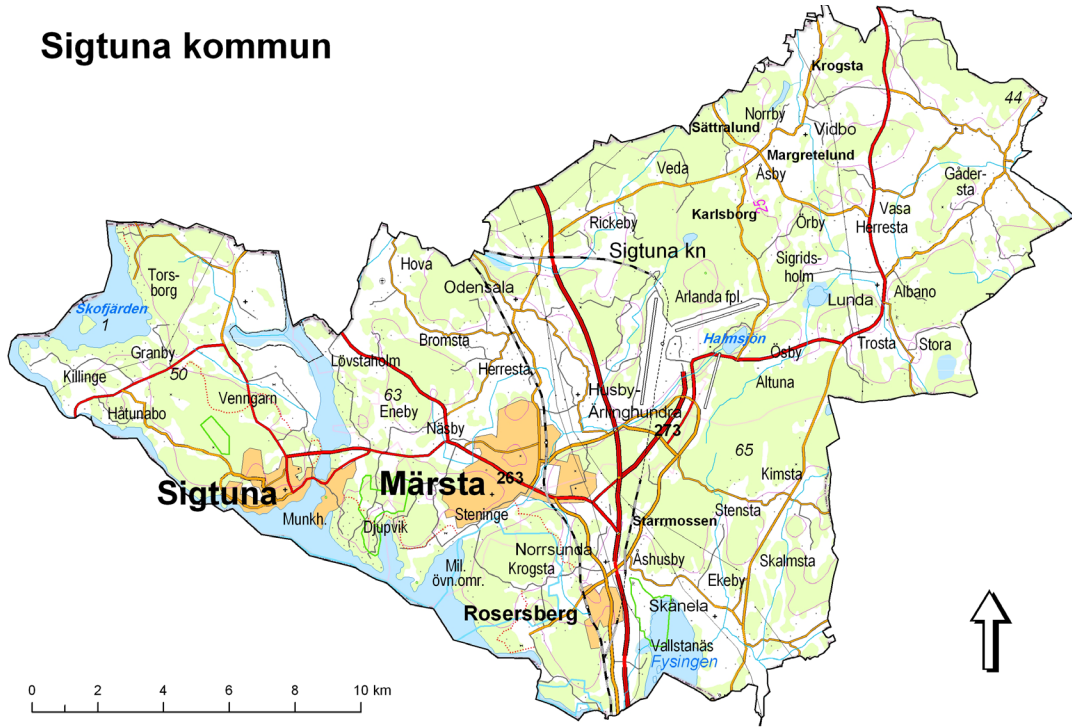 Sigtuna kommun
Krogsta
44
Norrby
Sättralund
Vidbo
Margretelund
Veda
Åsby
Gåder-
sta
25
Karlsborg
Vasa
Rickeby
Örby
Herresta
Sigtuna kn
Hova
Sigrids-
holm
Tors-
borg
Odensala
Arlanda fpl.
Lunda
Albano
Skofjärden
1
Bromsta
Halmsjön
Granby
Lövstaholm
Ösby
Trosta
Stora
Killinge
50
Herresta
Altuna
63
Venngarn
Eneby
Husby-
Ärlinghundra
Håtunabo
Näsby
273
65
Kimsta
Sigtuna
Märsta
263
Munkh.
Steninge
Djupvik
Starrmossen
Stensta
Norrsunda
Åshusby
Skalmsta
Mil.
övn.omr.
Krogsta
Ekeby
Rosersberg
Skånela
Vallstanäs
Fysingen
0 2 4 6 8 10 km